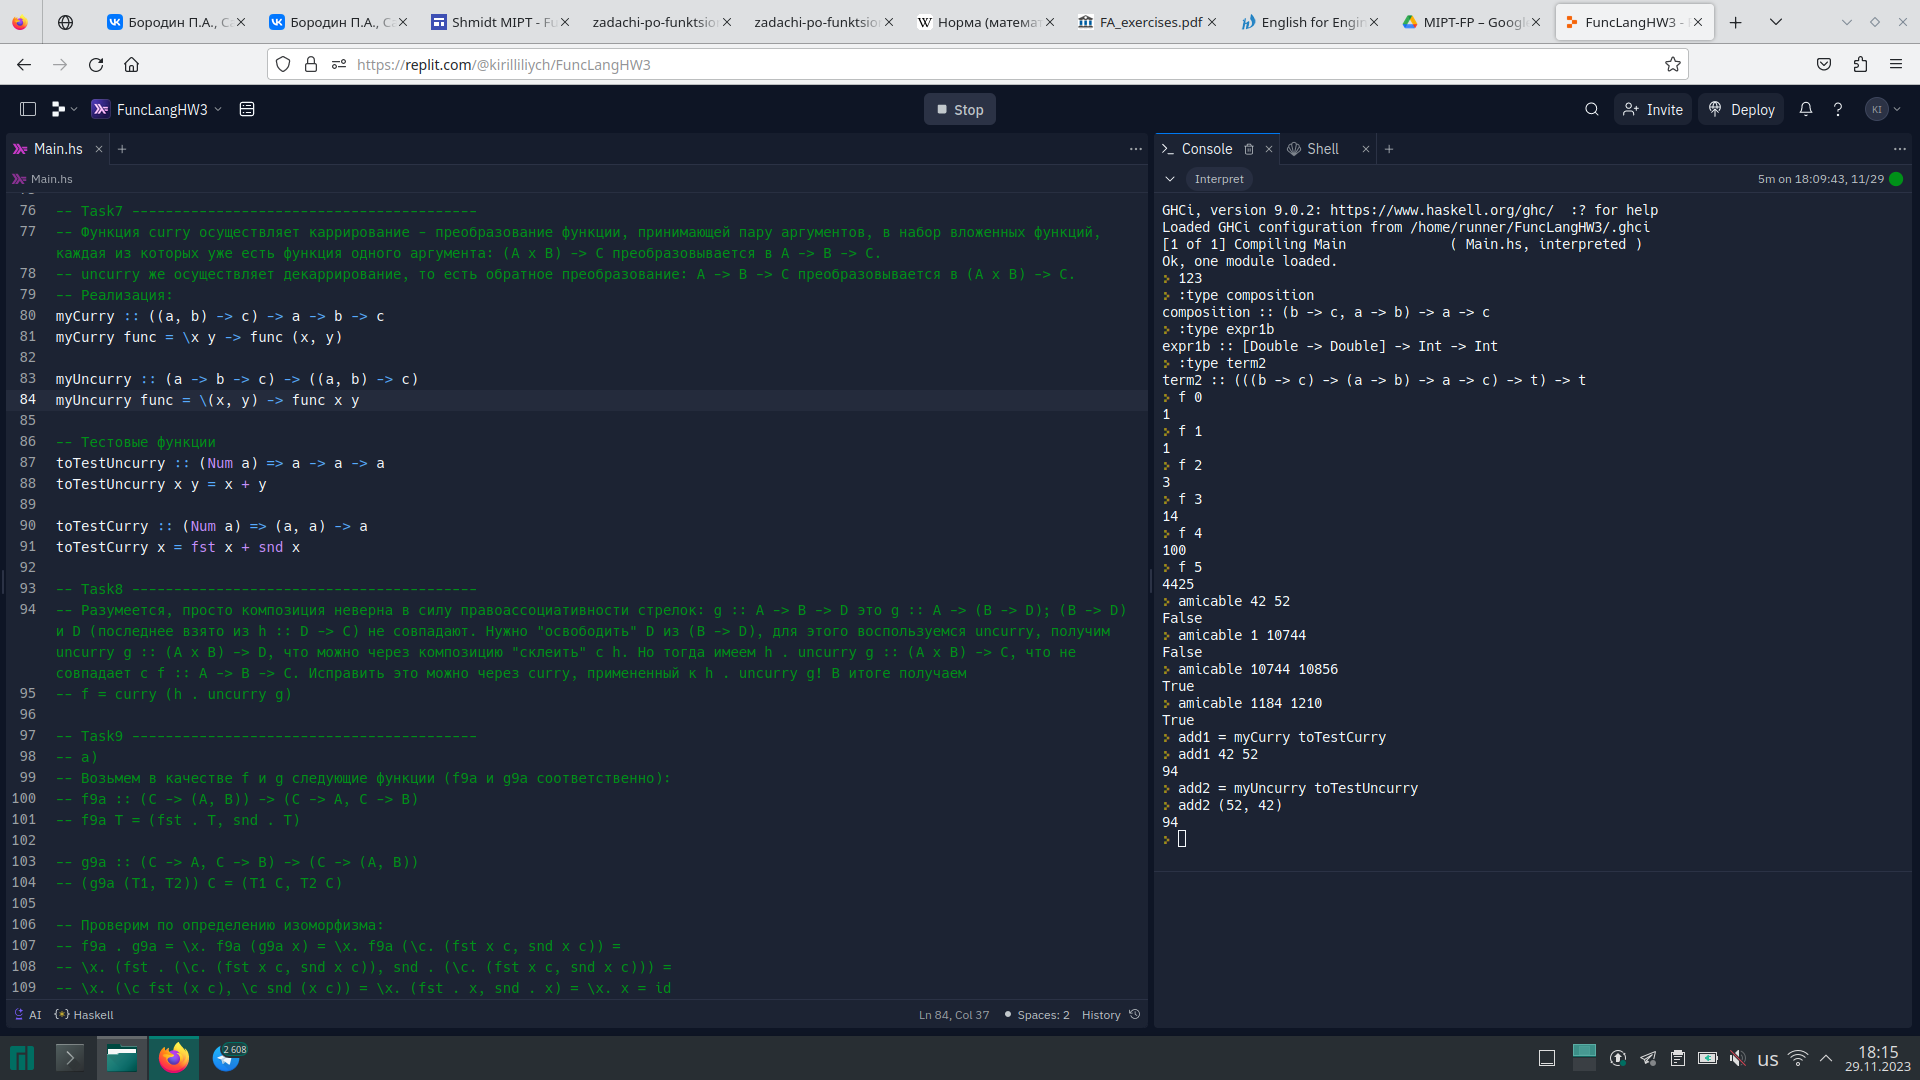 Бородин П.А., Са
Бородин П.А., Са
Shmidt MIPT - Fu
zadachi-po-funktsio
zadachi-po-funktsio
Норма (математ
FA_exercises.pdf
English for Engin
MIPT-FP – Google
FuncLangHW3 -
https://replit.com/@kirilliliych/FuncLangHW3
FuncLangHW3
Stop
Invite
Deploy
KI
Main.hs
Main.hs
76 -- Task7 -----------------------------------------
77 -- Функция curry осуществляет каррирование - преобразование функции, принимающей пару аргументов, в набор вложенных функций,
каждая из которых уже есть функция одного аргумента: (A x B) -> C преобразовывается в A -> B -> C.
78 -- uncurry же осуществляет декаррирование, то есть обратное преобразование: A -> B -> C преобразовывается в (A x B) -> C.
79 -- Реализация:
80 myCurry :: ((a, b) -> c) -> a -> b -> c
81 myCurry func = \x y -> func (x, y)
82
83 myUncurry :: (a -> b -> c) -> ((a, b) -> c)
84 myUncurry func = \(x, y) -> func x y
85
86 -- Тестовые функции
87 toTestUncurry :: (Num a) => a -> a -> a
88 toTestUncurry x y = x + y
89
90 toTestCurry :: (Num a) => (a, a) -> a
91 toTestCurry x = fst x + snd x
92
93 -- Task8 -----------------------------------------
94 -- Разумеется, просто композиция неверна в силу правоассоциативности стрелок: g :: A -> B -> D это g :: A -> (B -> D); (B -> D)
и D (последнее взято из h :: D -> C) не совпадают. Нужно "освободить" D из (B -> D), для этого воспользуемся uncurry, получим
uncurry g :: (A x B) -> D, что можно через композицию "склеить" с h. Но тогда имеем h . uncurry g :: (A x B) -> C, что не
совпадает с f :: A -> B -> C. Исправить это можно через curry, примененный к h . uncurry g! В итоге получаем
95 -- f = curry (h . uncurry g)
96
97 -- Task9 -----------------------------------------
98 -- a)
99 -- Возьмем в качестве f и g следующие функции (f9a и g9a соответственно):
100 -- f9a :: (C -> (A, B)) -> (C -> A, C -> B)
101 -- f9a T = (fst . T, snd . T)
102
103 -- g9a :: (C -> A, C -> B) -> (C -> (A, B))
104 -- (g9a (T1, T2)) C = (T1 C, T2 C)
105
106 -- Проверим по определению изоморфизма:
107 -- f9a . g9a = \x. f9a (g9a x) = \x. f9a (\c. (fst x c, snd x c)) =
108 -- \x. (fst . (\c. (fst x c, snd x c)), snd . (\c. (fst x c, snd x c))) =
109 -- \x. (\c fst (x c), \c snd (x c)) = \x. (fst . x, snd . x) = \x. x = id
AI
Haskell
Ln 84, Col 37
Spaces: 2
History
Console
Shell
Interpret
5m on 18:09:43, 11/29
GHCi, version 9.0.2: https://www.haskell.org/ghc/  :? for help
Loaded GHCi configuration from /home/runner/FuncLangHW3/.ghci
[1 of 1] Compiling Main             ( Main.hs, interpreted )
Ok, one module loaded.
123
:type composition
composition :: (b -> c, a -> b) -> a -> c
:type expr1b
expr1b :: [Double -> Double] -> Int -> Int
:type term2
term2 :: (((b -> c) -> (a -> b) -> a -> c) -> t) -> t
f 0
1
f 1
1
f 2
3
f 3
14
f 4
100
f 5
4425
amicable 42 52
False
amicable 1 10744
False
amicable 10744 10856
True
amicable 1184 1210
True
add1 = myCurry toTestCurry
add1 42 52
94
add2 = myUncurry toTestUncurry
add2 (52, 42)
94
2 608
us
18:15
29.11.2023